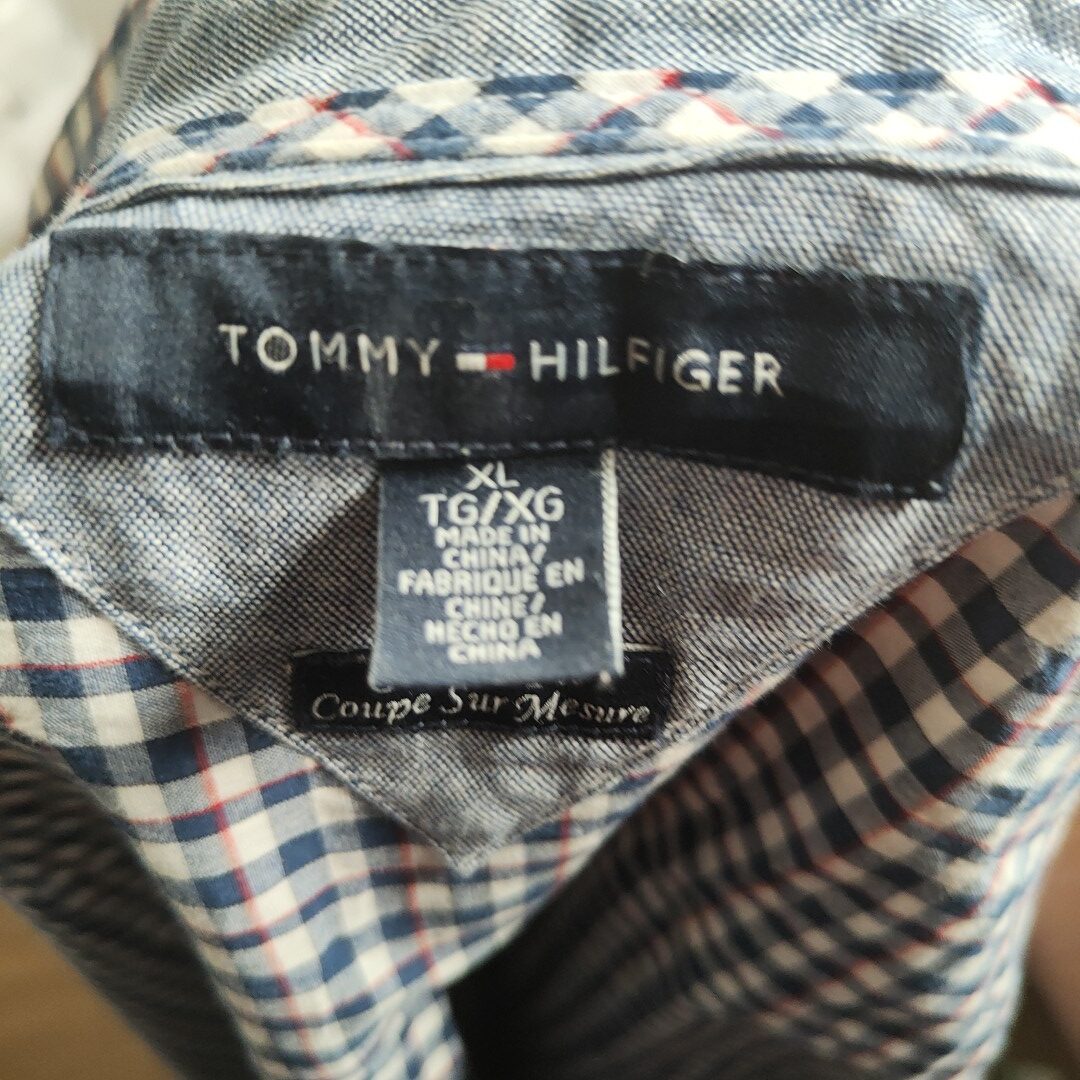 TOMMY HILFIGER
XL
TG/XG
MADE IN
CHINA/
FABRIQUÉ EN
CHINE/
HECHO EN
CHINA
Coupe Sur Mesure